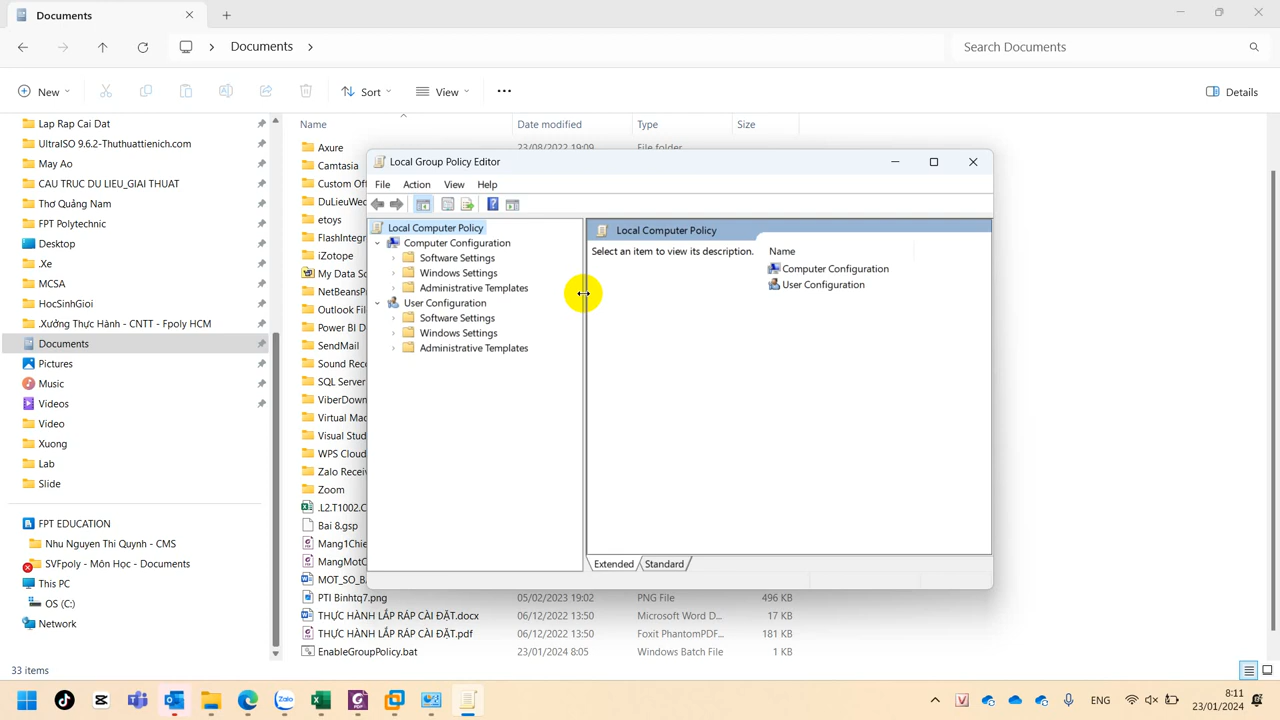 Documents
Documents
Search Documents
New
Sort
View
Details
Lap Rap Cai Dat
UltraISO 9.6.2-Thuthuattienich.com
May Ao
CAU TRUC DU LIEU_GIAI THUAT
Thơ Quảng Nam
FPT Polytechnic
Desktop
.Xe
MCSA
HocSinhGioi
.Xưởng Thực Hành - CNTT - Fpoly HCM
Documents
Pictures
Music
Videos
Video
Xuong
Lab
Slide
FPT EDUCATION
Nhu Nguyen Thi Quynh - CMS
SVFpoly - Môn Học - Documents
This PC
OS (C:)
Network
Name
Date modified
Type
Size
Axure
23/08/2022 19:09
File folder
Camtasia
Custom Off
DuLieuWe
etoys
FlashIntegr
iZotope
My Data S
NetBeansP
Outlook Fil
Power BI D
SendMail
Sound Reco
SQL Server
ViberDown
Virtual Mac
Visual Stud
WPS Cloud
Zalo Receiv
Zoom
.L2.T1002.C
Bai 8.gsp
Mang1Chie
MangMotC
MOT_SO_B
PTI Binhtq7.png
05/02/2023 19:02
PNG File
496 KB
THỰC HÀNH LẮP RÁP CÀI ĐẶT.docx
06/12/2022 13:50
Microsoft Word D...
17 KB
THỰC HÀNH LẮP RÁP CÀI ĐẶT.pdf
06/12/2022 13:50
Foxit PhantomPDF...
181 KB
EnableGroupPolicy.bat
23/01/2024 8:05
Windows Batch File
1 KB
Local Group Policy Editor
File
Action
View
Help
Local Computer Policy
Computer Configuration
Software Settings
Windows Settings
Administrative Templates
User Configuration
Software Settings
Windows Settings
Administrative Templates
Local Computer Policy
Select an item to view its description.
Name
Computer Configuration
User Configuration
Extended
Standard
33 items
Zalo
ENG
8:11
23/01/2024